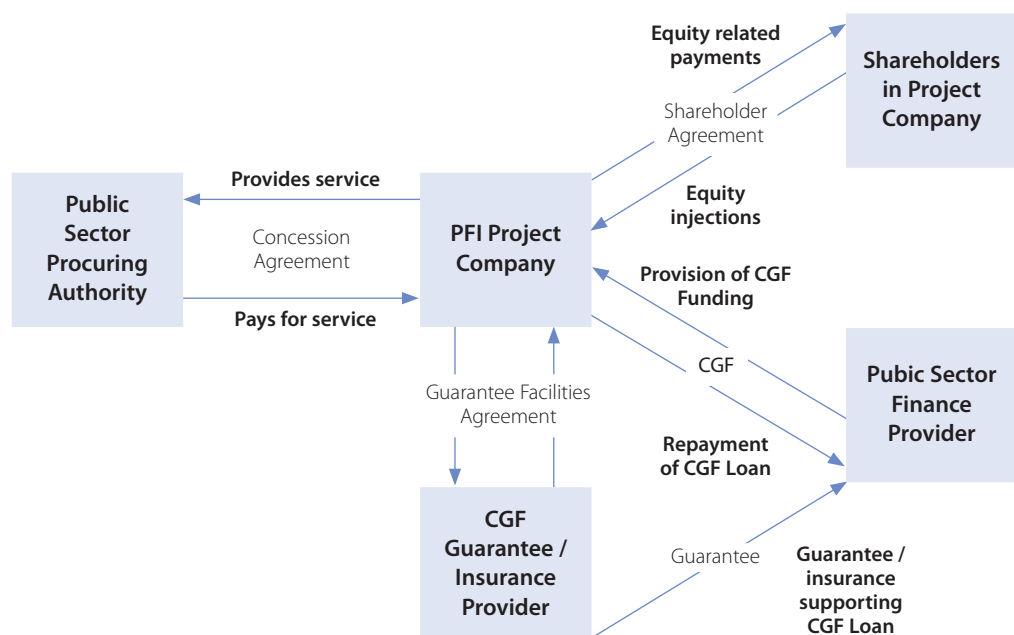 Equity related
payments
Shareholders
in Project
Company
Shareholder
Agreement
Provides service
Public
Sector
Procuring
Authority
Concession
Agreement
PFI Project
Company
Equity
injections
Pays for service
Provision of CGF
Funding
CGF
Pubic Sector
Finance
Provider
Guarantee Facilities
Agreement
Repayment
of CGF Loan
CGF
Guarantee /
Insurance
Provider
Guarantee
Guarantee /
insurance
supporting
CGF Loan